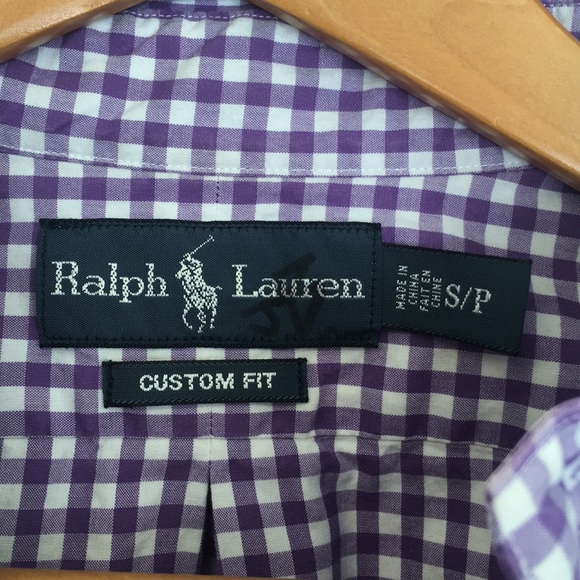 Ralph Lauren
MADE IN
CHINA
FAIT EN
CHINE
S/P
CUSTOM FIT